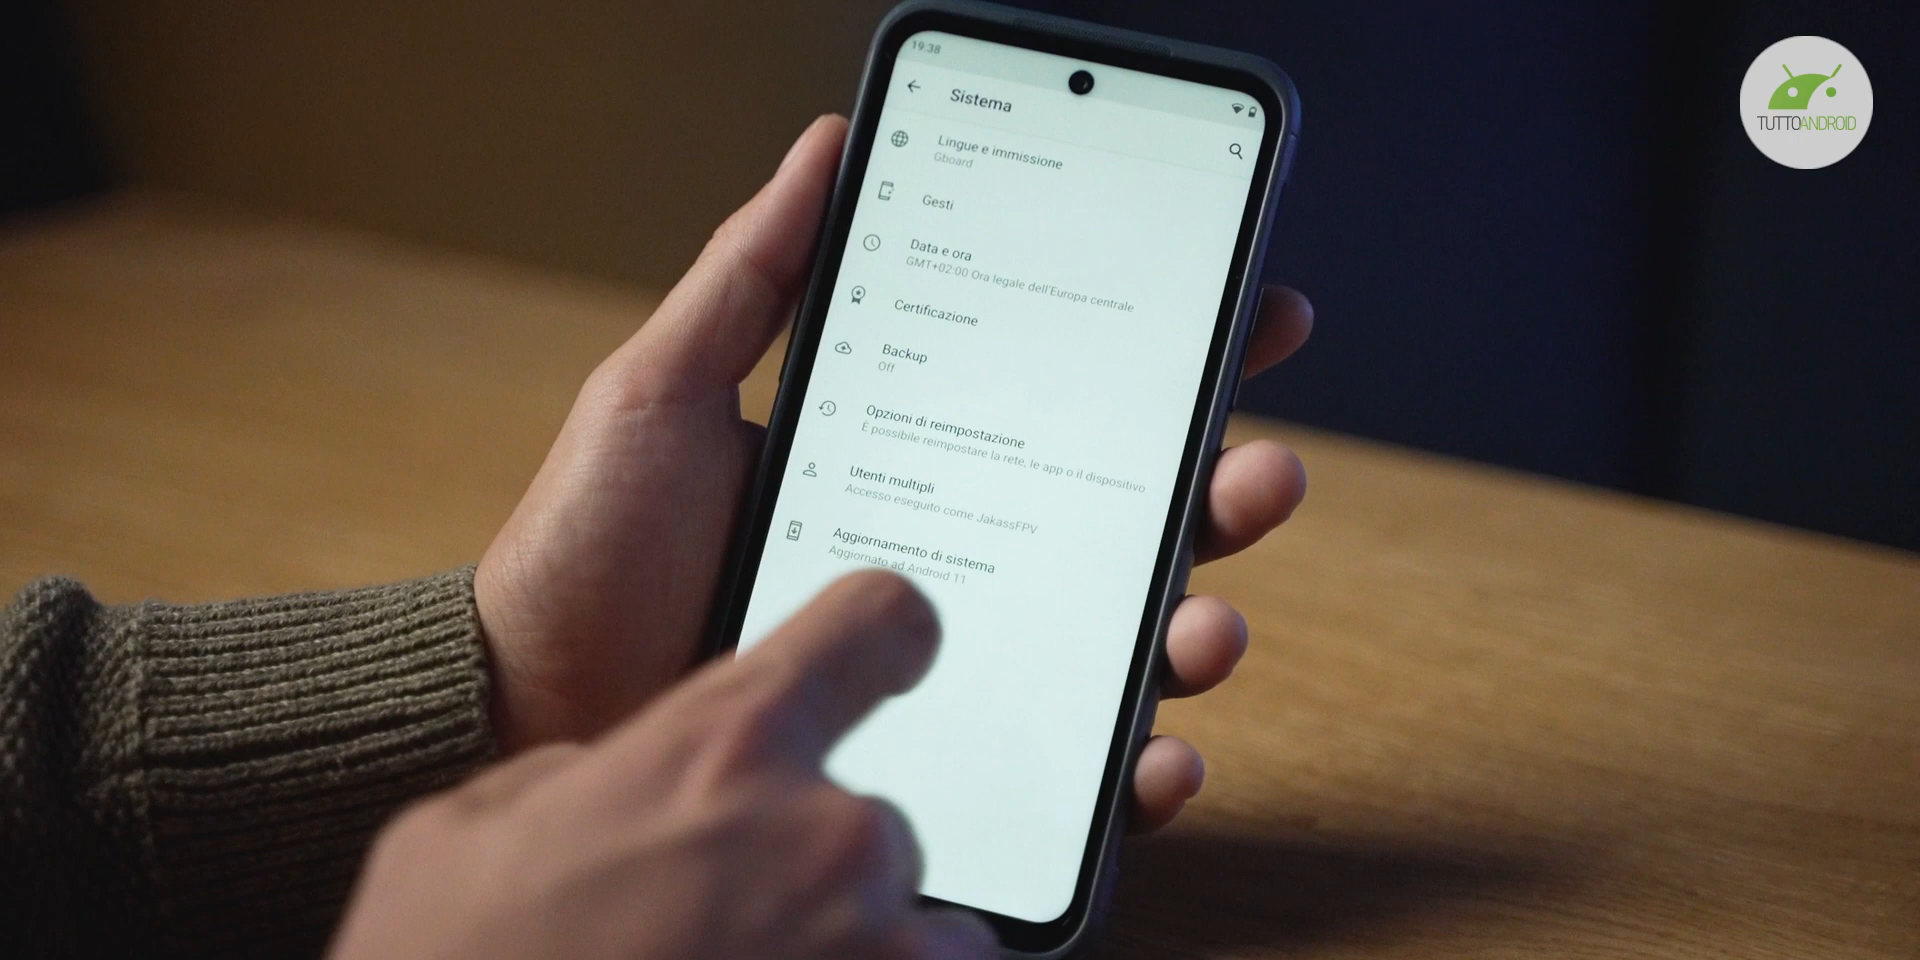 19:38
Sistema
Lingue e immissione
Gboard
Gesti
Data e ora
GMT+02:00 Ora legale dell'Europa centrale
Certificazione
Backup
Off
Opzioni di reimpostazione
È possibile reimpostare la rete, le app o il dispositivo
Utenti multipli
Accesso eseguito come JakassFPV
Aggiornamento di sistema
Aggiornato ad Android 11
TUTTOANDROID